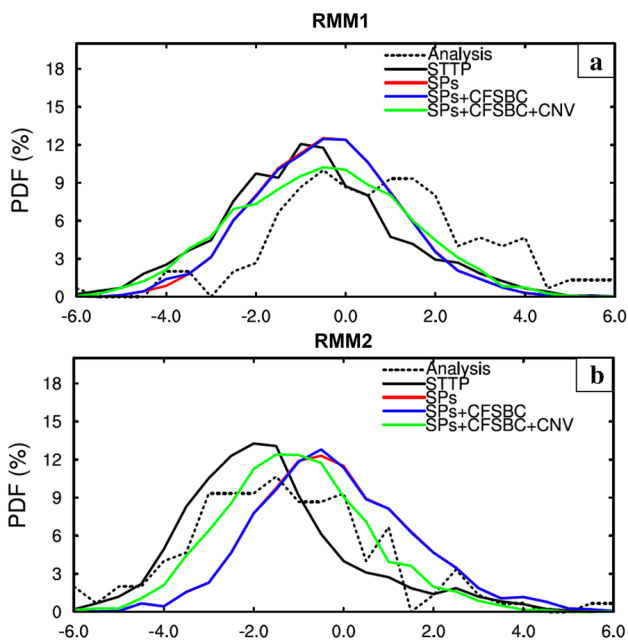 RMM1
a
Analysis
STTP
SPs
SPs+CFSBC
SPs+CFSBC+CNV
PDF (%)
18
15
12
9
6
3
0
-6.0 -4.0 -2.0 0.0 2.0 4.0 6.0
RMM2
b
Analysis
STTP
SPs
SPs+CFSBC
SPs+CFSBC+CNV
PDF (%)
18
15
12
9
6
3
0
-6.0 -4.0 -2.0 0.0 2.0 4.0 6.0